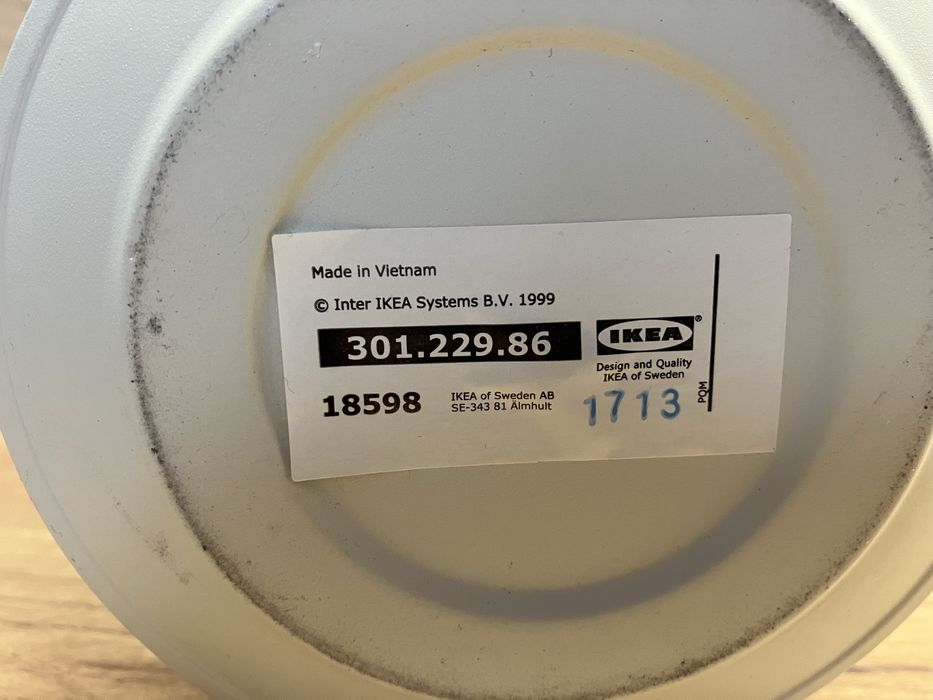 Made in Vietnam
© Inter IKEA Systems B.V. 1999
301.229.86
IKEA®
Design and Quality
IKEA of Sweden
18598
IKEA of Sweden AB
SE-343 81 Älmhult
1713
PQM